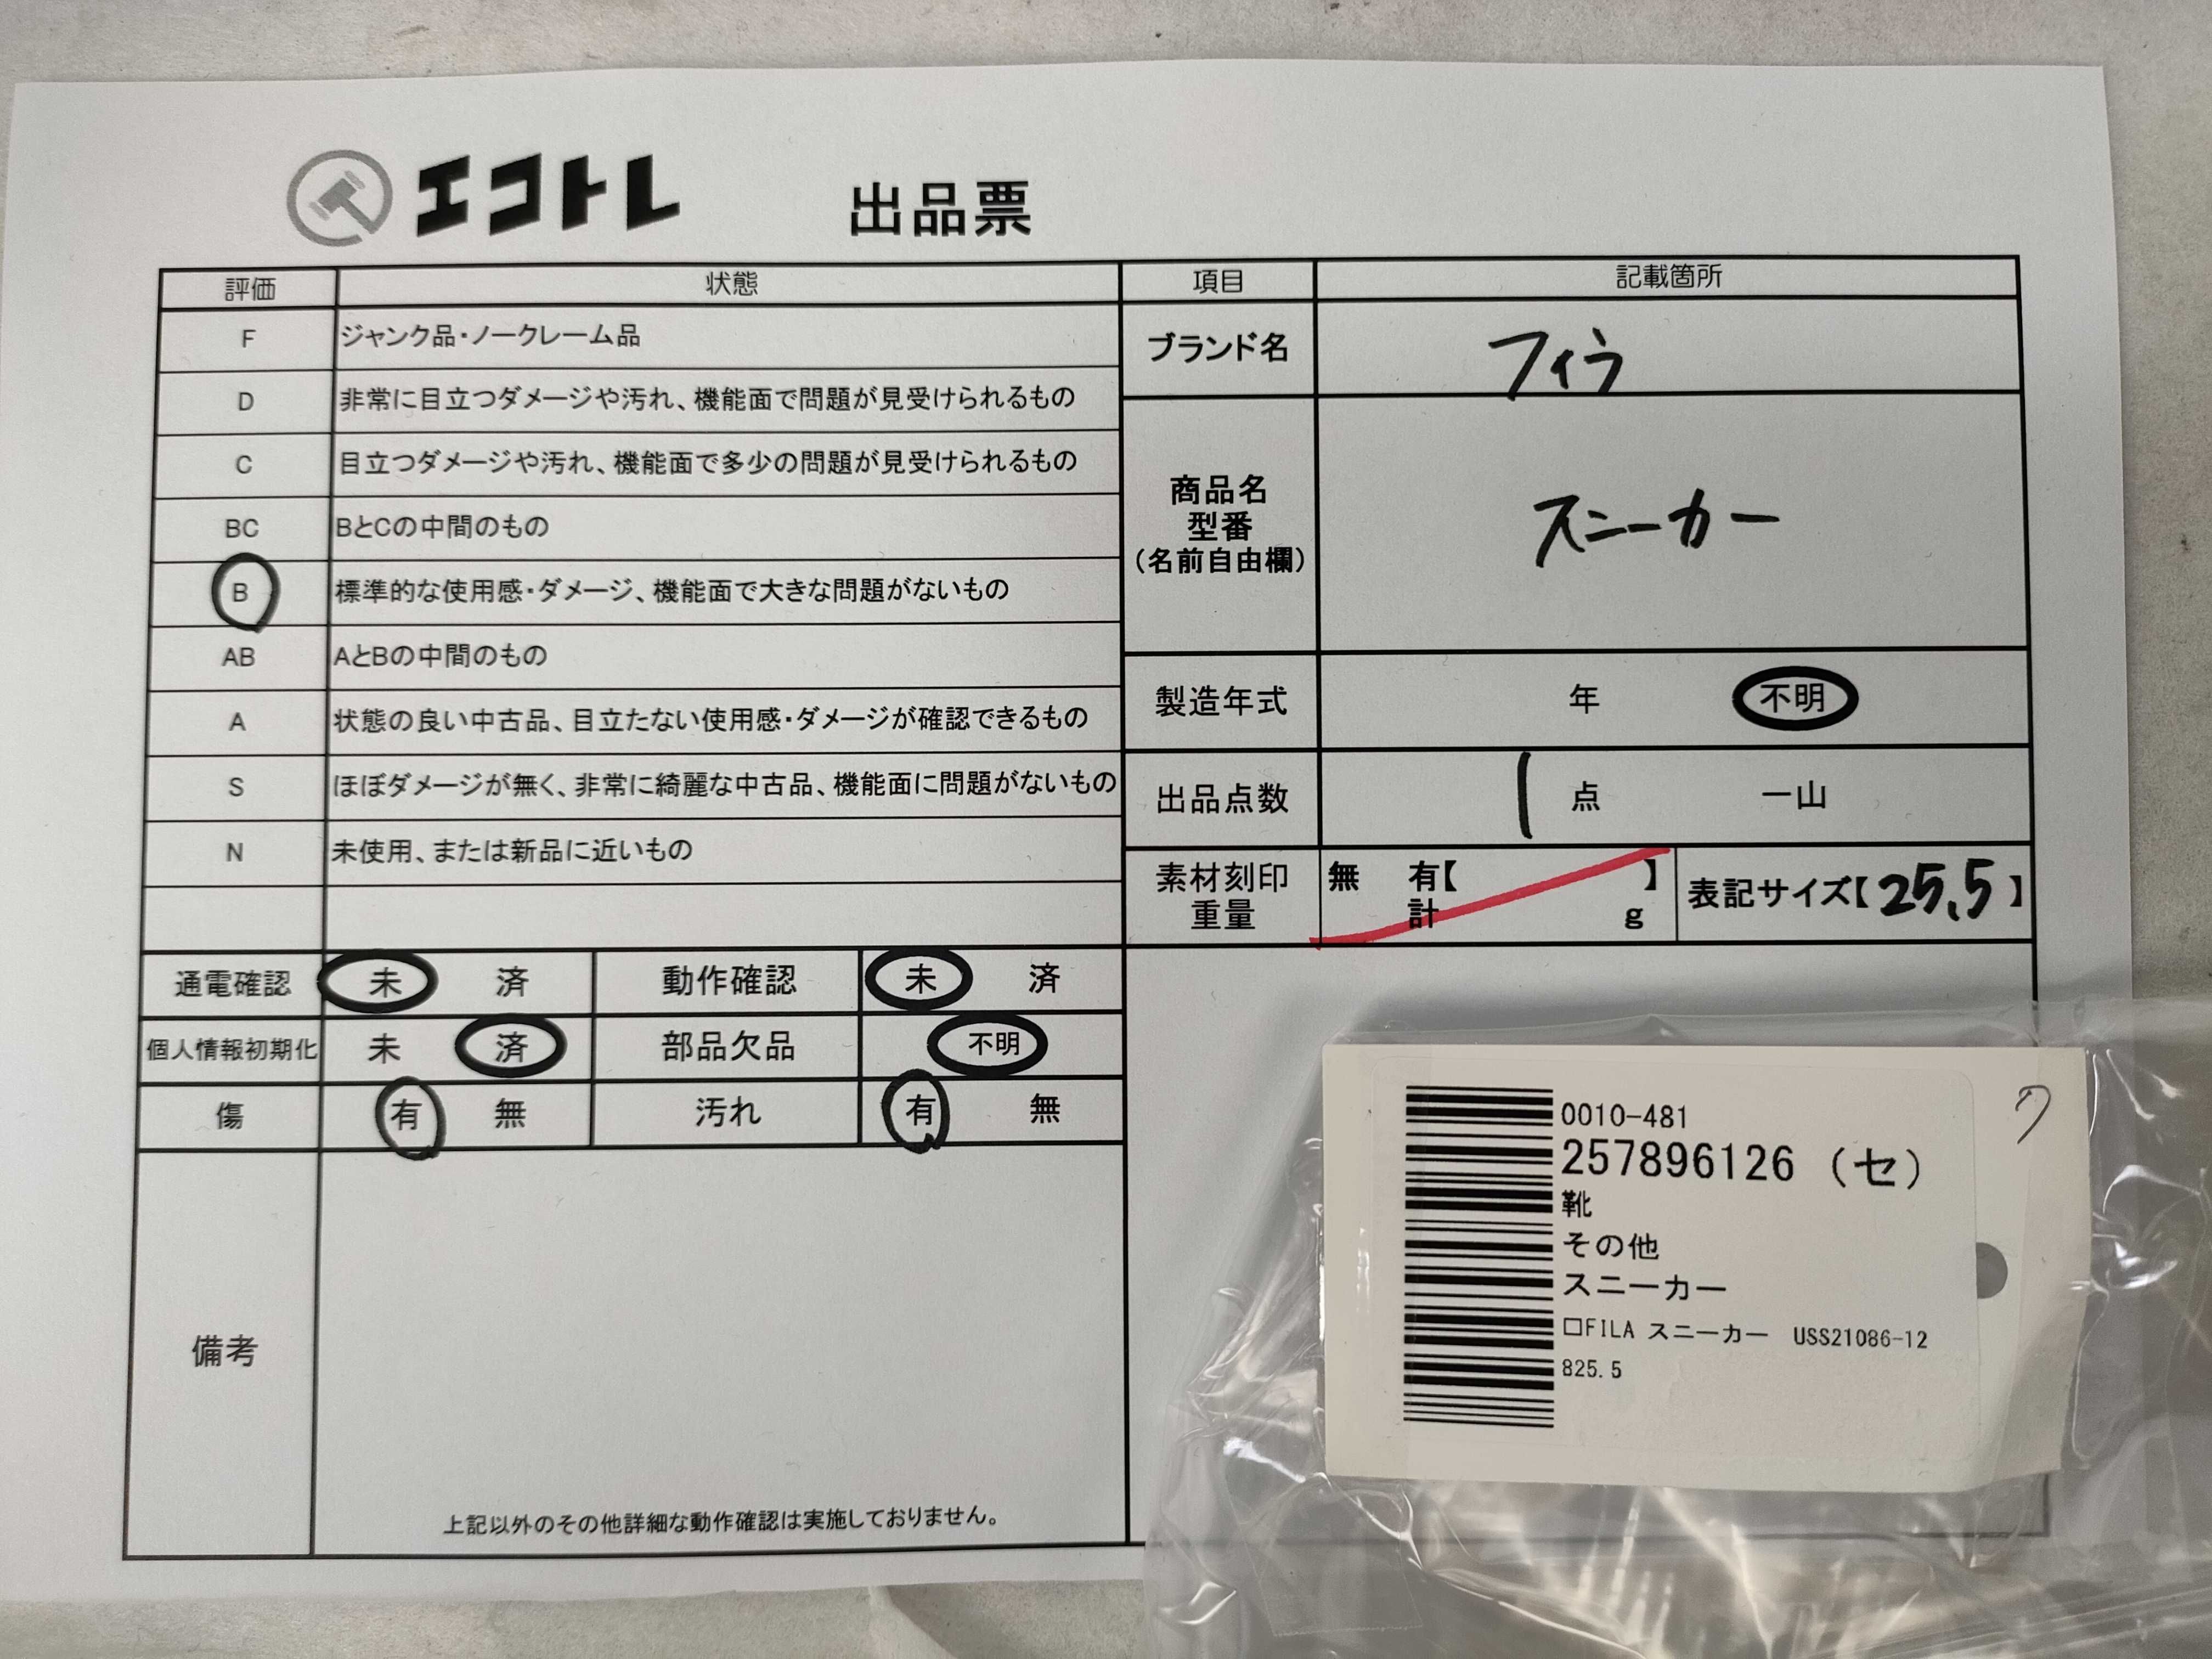 エコトレ 出品票
評価 状態
F ジャンク品・ノークレーム品
D 非常に目立つダメージや汚れ、機能面で問題が見受けられるもの
C 目立つダメージや汚れ、機能面で多少の問題が見受けられるもの
BC BとCの中間のもの
B 標準的な使用感・ダメージ、機能面で大きな問題がないもの
AB AとBの中間のもの
A 状態の良い中古品、目立たない使用感・ダメージが確認できるもの
S ほぼダメージが無く、非常に綺麗な中古品、機能面に問題がないもの
N 未使用、または新品に近いもの
項目 記載箇所
ブランド名 フィラ
商品名
型番
(名前自由欄)
スニーカー
製造年式 年 不明
出品点数 1 点 一山
素材刻印 無 有【 】
重量 計 g
表記サイズ【25.5】
通電確認 未 済 動作確認 未 済
個人情報初期化 未 済 部品欠品 不明
傷 有 無 汚れ 有 無
備考
上記以外のその他詳細な動作確認は実施しておりません。
0010-481
257896126 (セ)
靴
その他
スニーカー
□FILA スニーカー USS21086-12
825.5